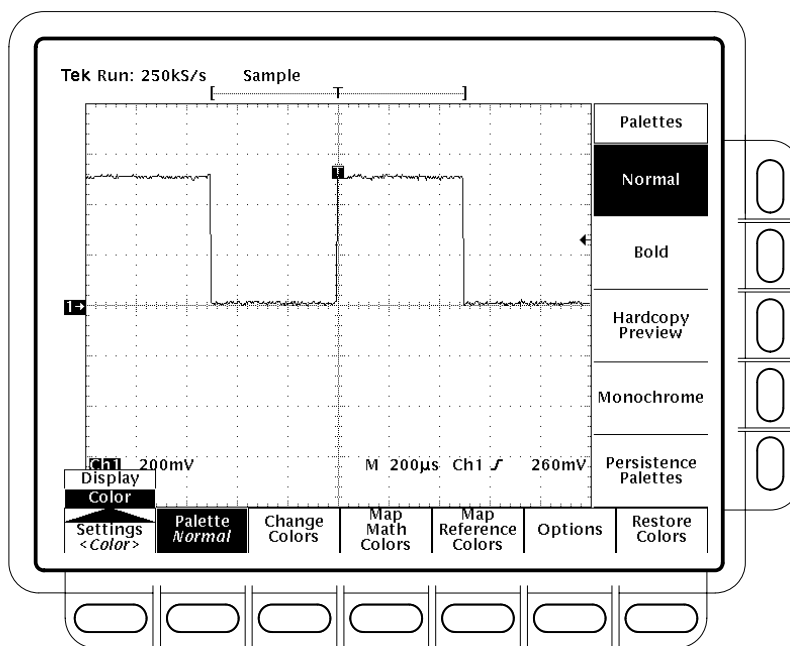 Tek Run: 250kS/s Sample
[ T ]
Palettes
Normal
T
Bold
1→
Hardcopy
Preview
Monochrome
Ch1 200mV M 200µs Ch1 260mV
Persistence
Palettes
Display
Color
Settings
<Color>
Palette
Normal
Change
Colors
Map
Math
Colors
Map
Reference
Colors
Options
Restore
Colors